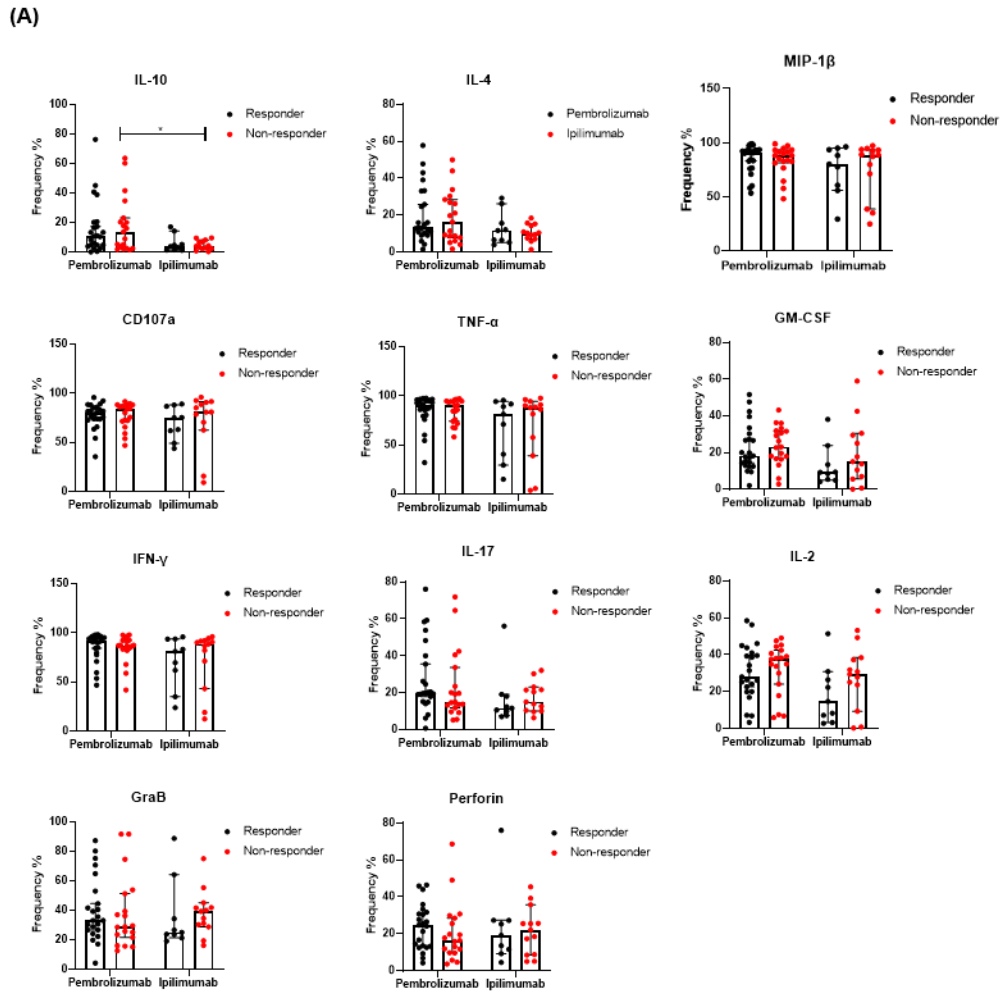 (A)
IL-10
Frequency %
100
80
60
40
20
0
*
Responder
Non-responder
Pembrolizumab Ipilimumab
IL-4
Frequency %
80
60
40
20
0
Pembrolizumab
Ipilimumab
Pembrolizumab Ipilimumab
MIP-1β
Frequency %
150
100
50
0
Responder
Non-responder
Pembrolizumab Ipilimumab
CD107a
Frequency %
150
100
50
0
Responder
Non-responder
Pembrolizumab Ipilimumab
TNF-α
Frequency %
150
100
50
0
Responder
Non-responder
Pembrolizumab Ipilimumab
GM-CSF
Frequency %
80
60
40
20
0
Responder
Non-responder
Pembrolizumab Ipilimumab
IFN-γ
Frequency %
150
100
50
0
Responder
Non-responder
Pembrolizumab Ipilimumab
IL-17
Frequency %
80
60
40
20
0
Responder
Non-responder
Pembrolizumab Ipilimumab
IL-2
Frequency %
80
60
40
20
0
Responder
Non-responder
Pembrolizumab Ipilimumab
GraB
Frequency %
100
80
60
40
20
0
Responder
Non-responder
Pembrolizumab Ipilimumab
Perforin
Frequency %
80
60
40
20
0
Responder
Non-responder
Pembrolizumab Ipilimumab